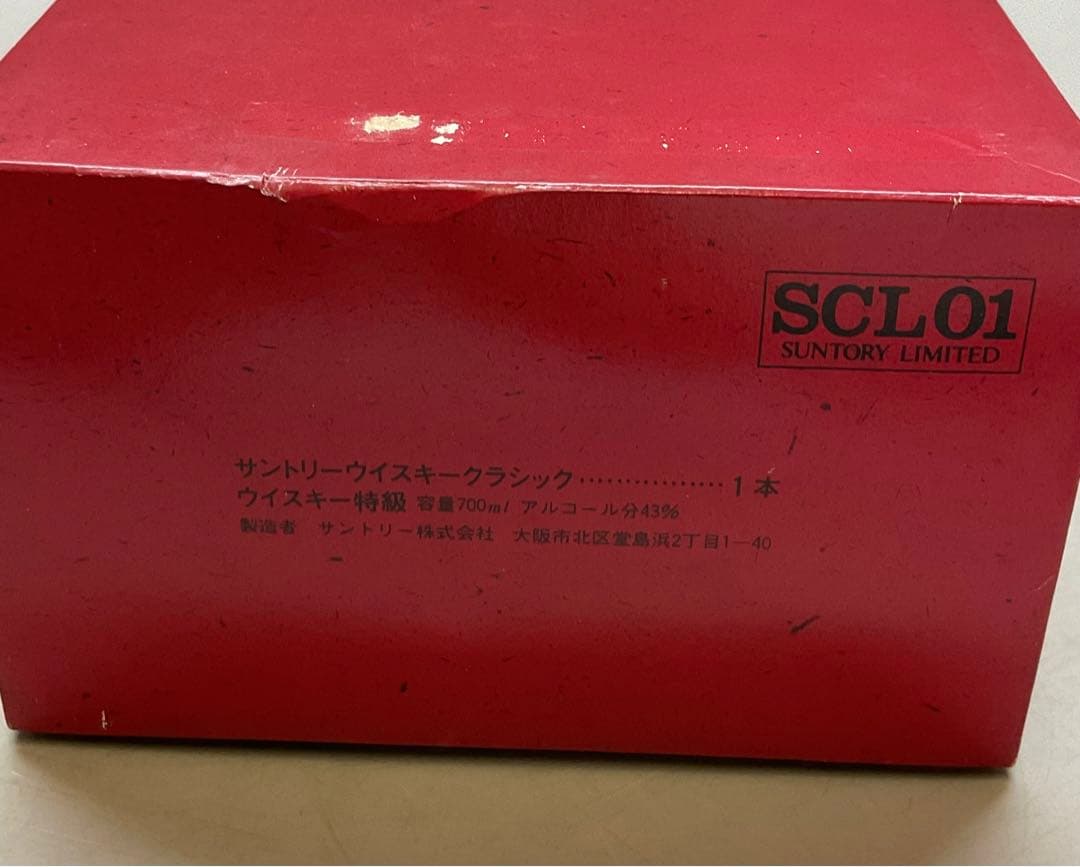 SCL01
SUNTORY LIMITED
サントリーウイスキークラシック………………1本
ウイスキー特級 容量700ml アルコール分43%
製造者 サントリー株式会社 大阪市北区堂島浜2丁目1—40